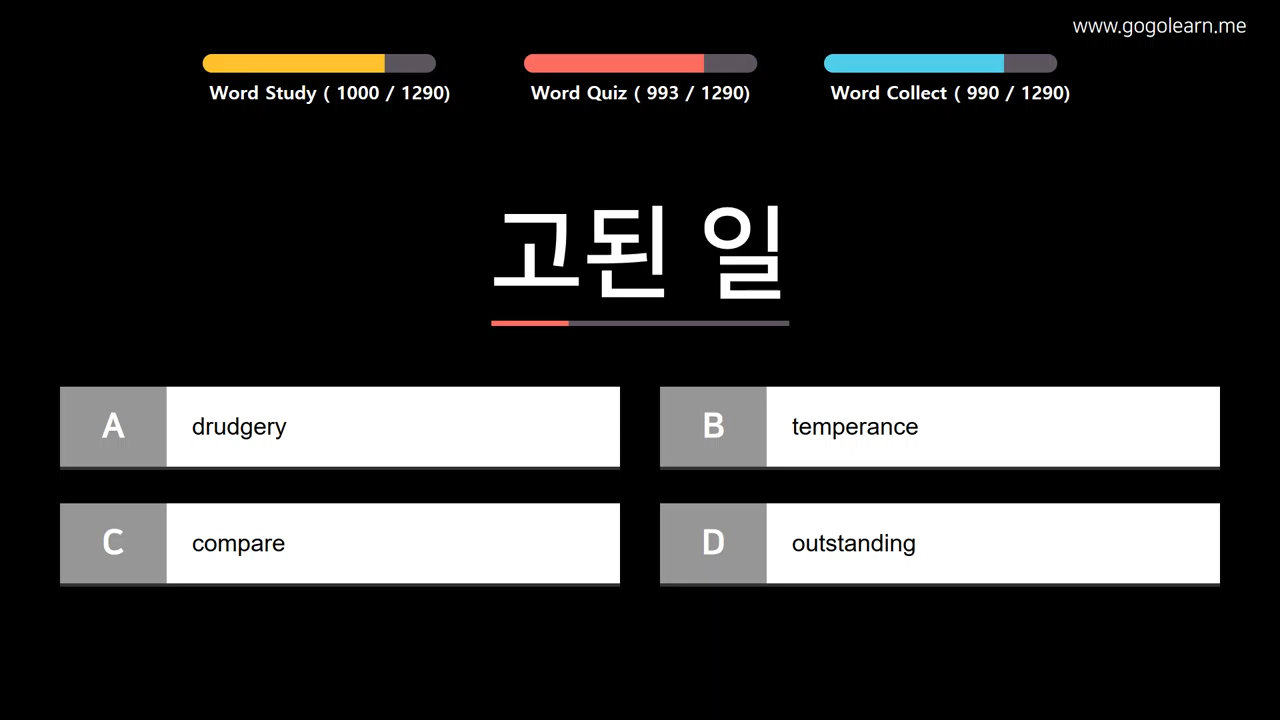 www.gogolearn.me
Word Study ( 1000 / 1290)
Word Quiz ( 993 / 1290)
Word Collect ( 990 / 1290)
고된 일
A drudgery
B temperance
C compare
D outstanding